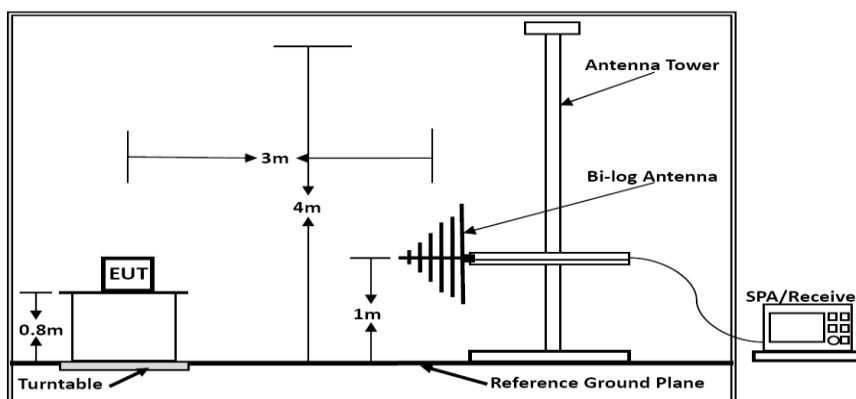 Antenna Tower
3m
Bi-log Antenna
4m
EUT
SPA/Receive
0.8m
1m
Turntable
Reference Ground Plane